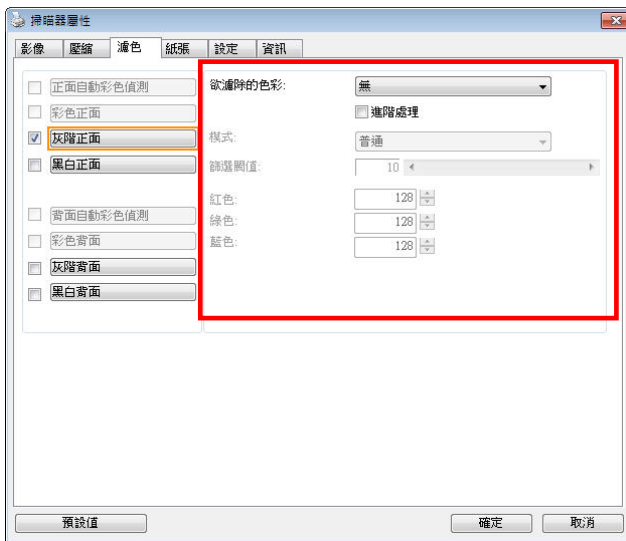 掃瞄器屬性
影像 壓縮 濾色 紙張 設定 資訊
正面自動彩色偵測
彩色正面
灰階正面
黑白正面
背面自動彩色偵測
彩色背面
灰階背面
黑白背面
欲濾除的色彩: 無
進階處理
模式: 普通
篩選閥值: 10
紅色: 128
綠色: 128
藍色: 128
預設值 確定 取消